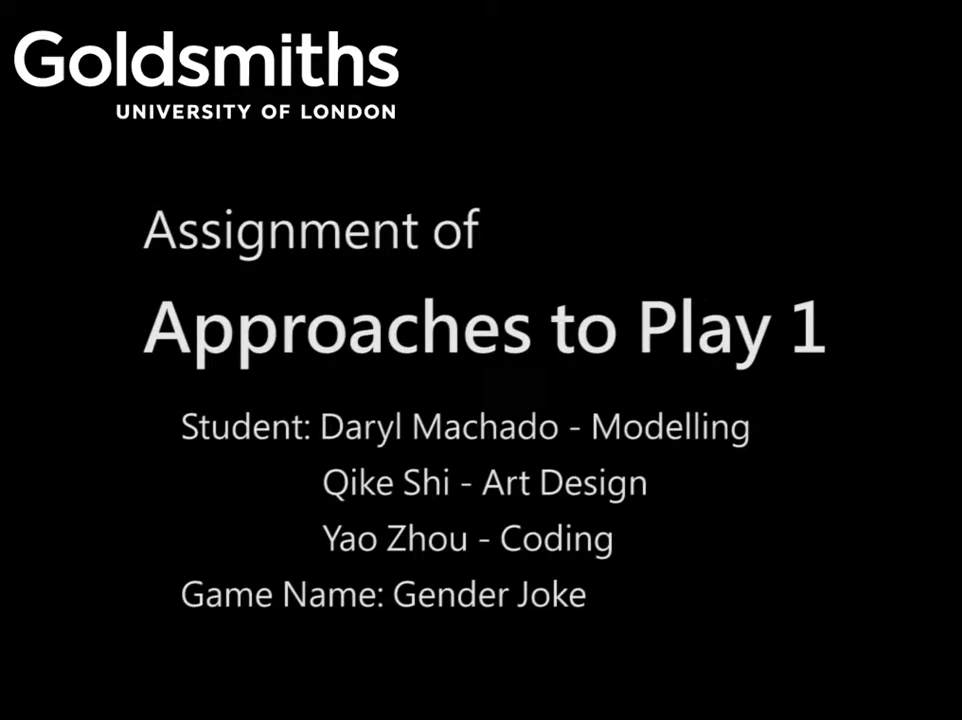 Goldsmiths
UNIVERSITY OF LONDON
Assignment of
Approaches to Play 1
Student: Daryl Machado - Modelling
Qike Shi - Art Design
Yao Zhou - Coding
Game Name: Gender Joke